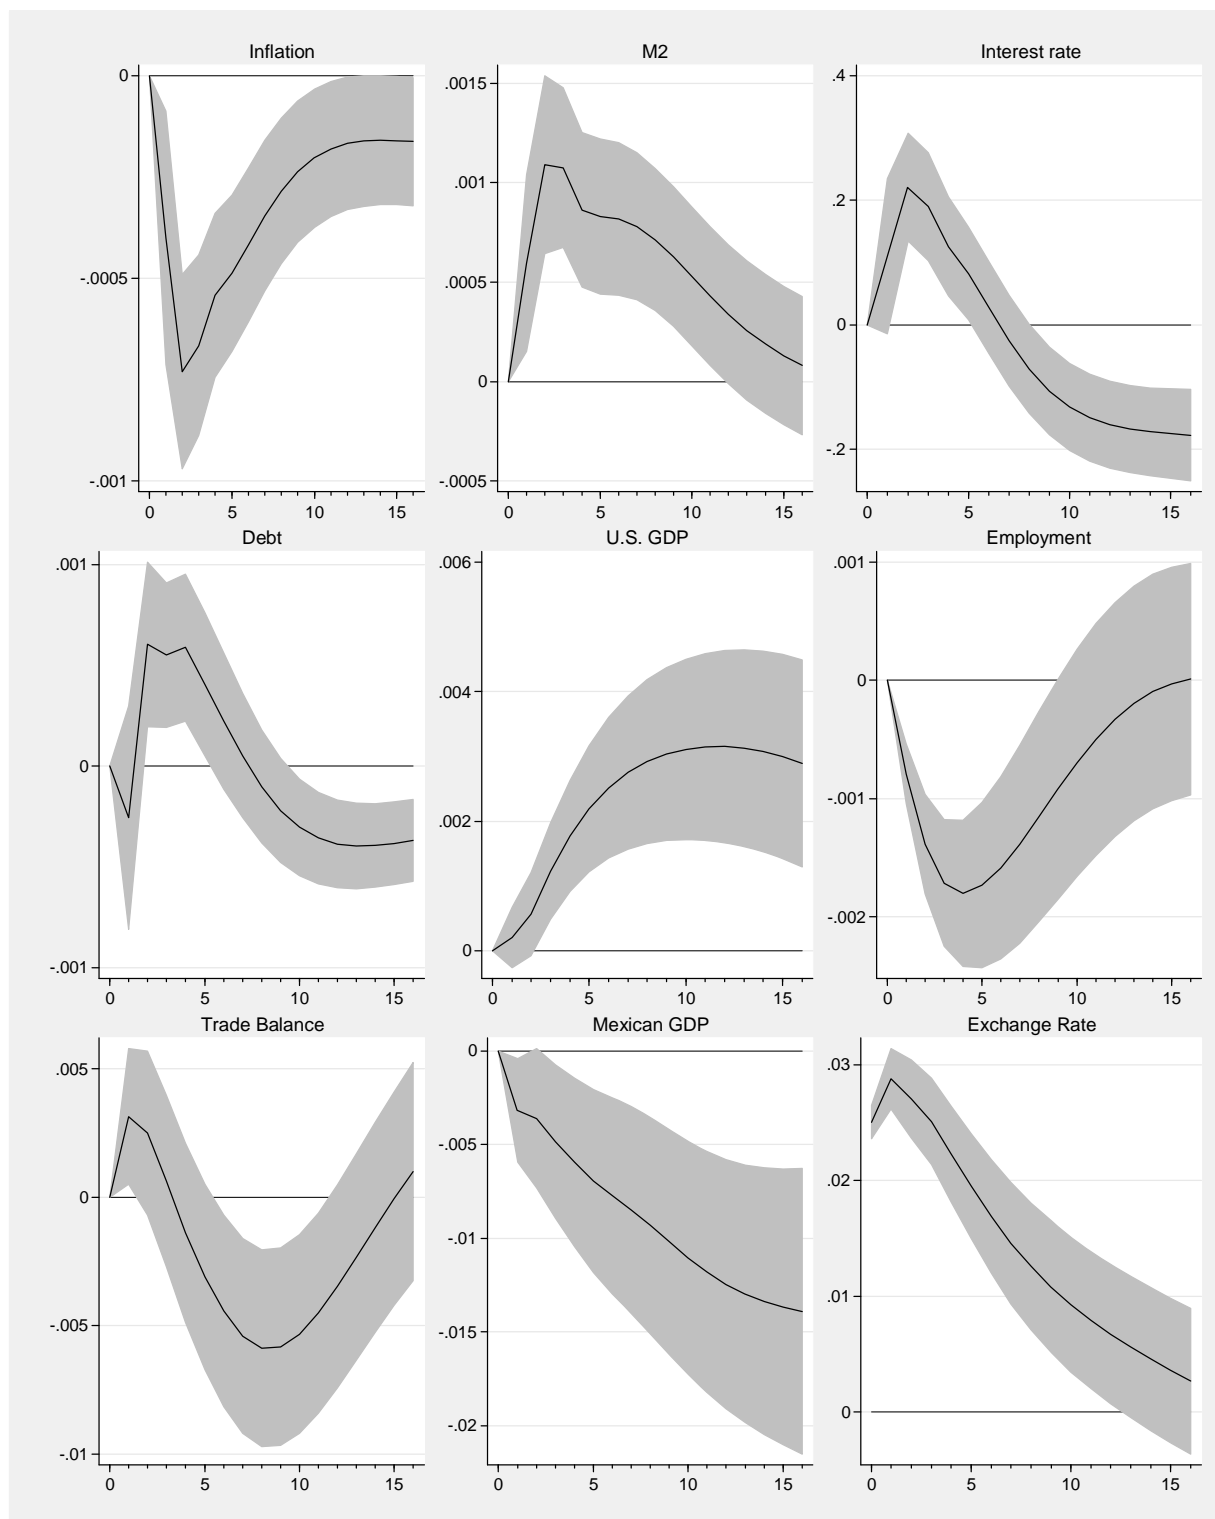 Inflation
0
-.0005
-.001
0 5 10 15
M2
.0015
.001
.0005
0
-.0005
0 5 10 15
Interest rate
.4
.2
0
-.2
0 5 10 15
Debt
.001
0
-.001
0 5 10 15
U.S. GDP
.006
.004
.002
0
0 5 10 15
Employment
.001
0
-.001
-.002
0 5 10 15
Trade Balance
.005
0
-.005
-.01
0 5 10 15
Mexican GDP
0
-.005
-.01
-.015
-.02
0 5 10 15
Exchange Rate
.03
.02
.01
0
0 5 10 15